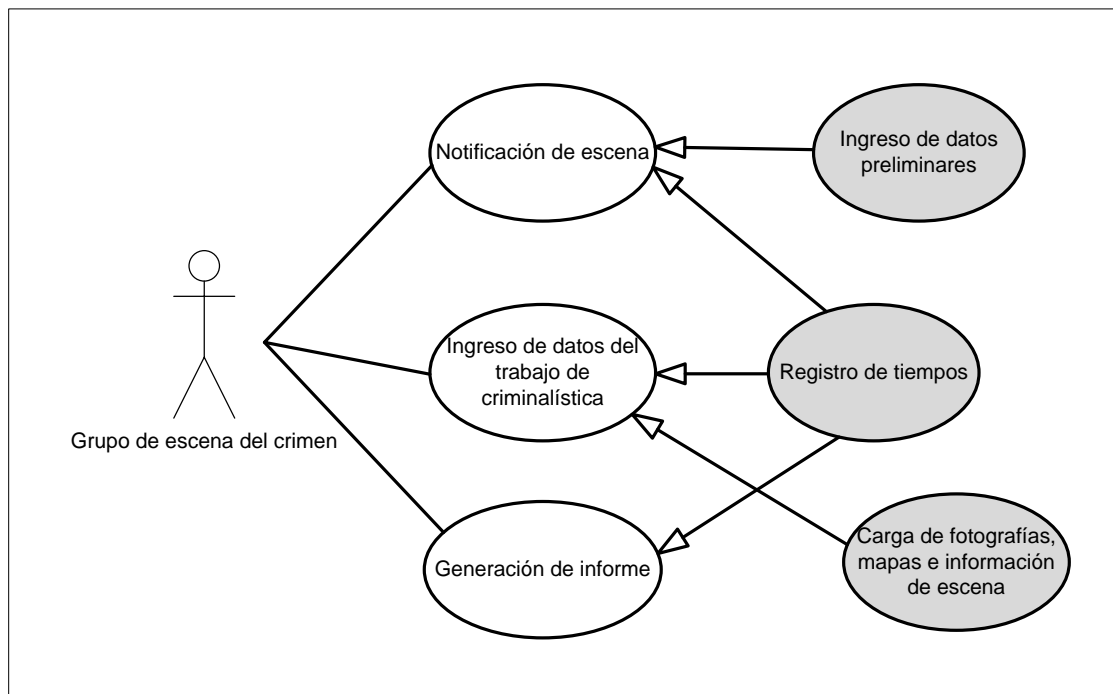 Notificación de escena
Ingreso de datos
preliminares
Ingreso de datos del
trabajo de
criminalística
Registro de tiempos
Grupo de escena del crimen
Generación de informe
Carga de fotografías,
mapas e información
de escena